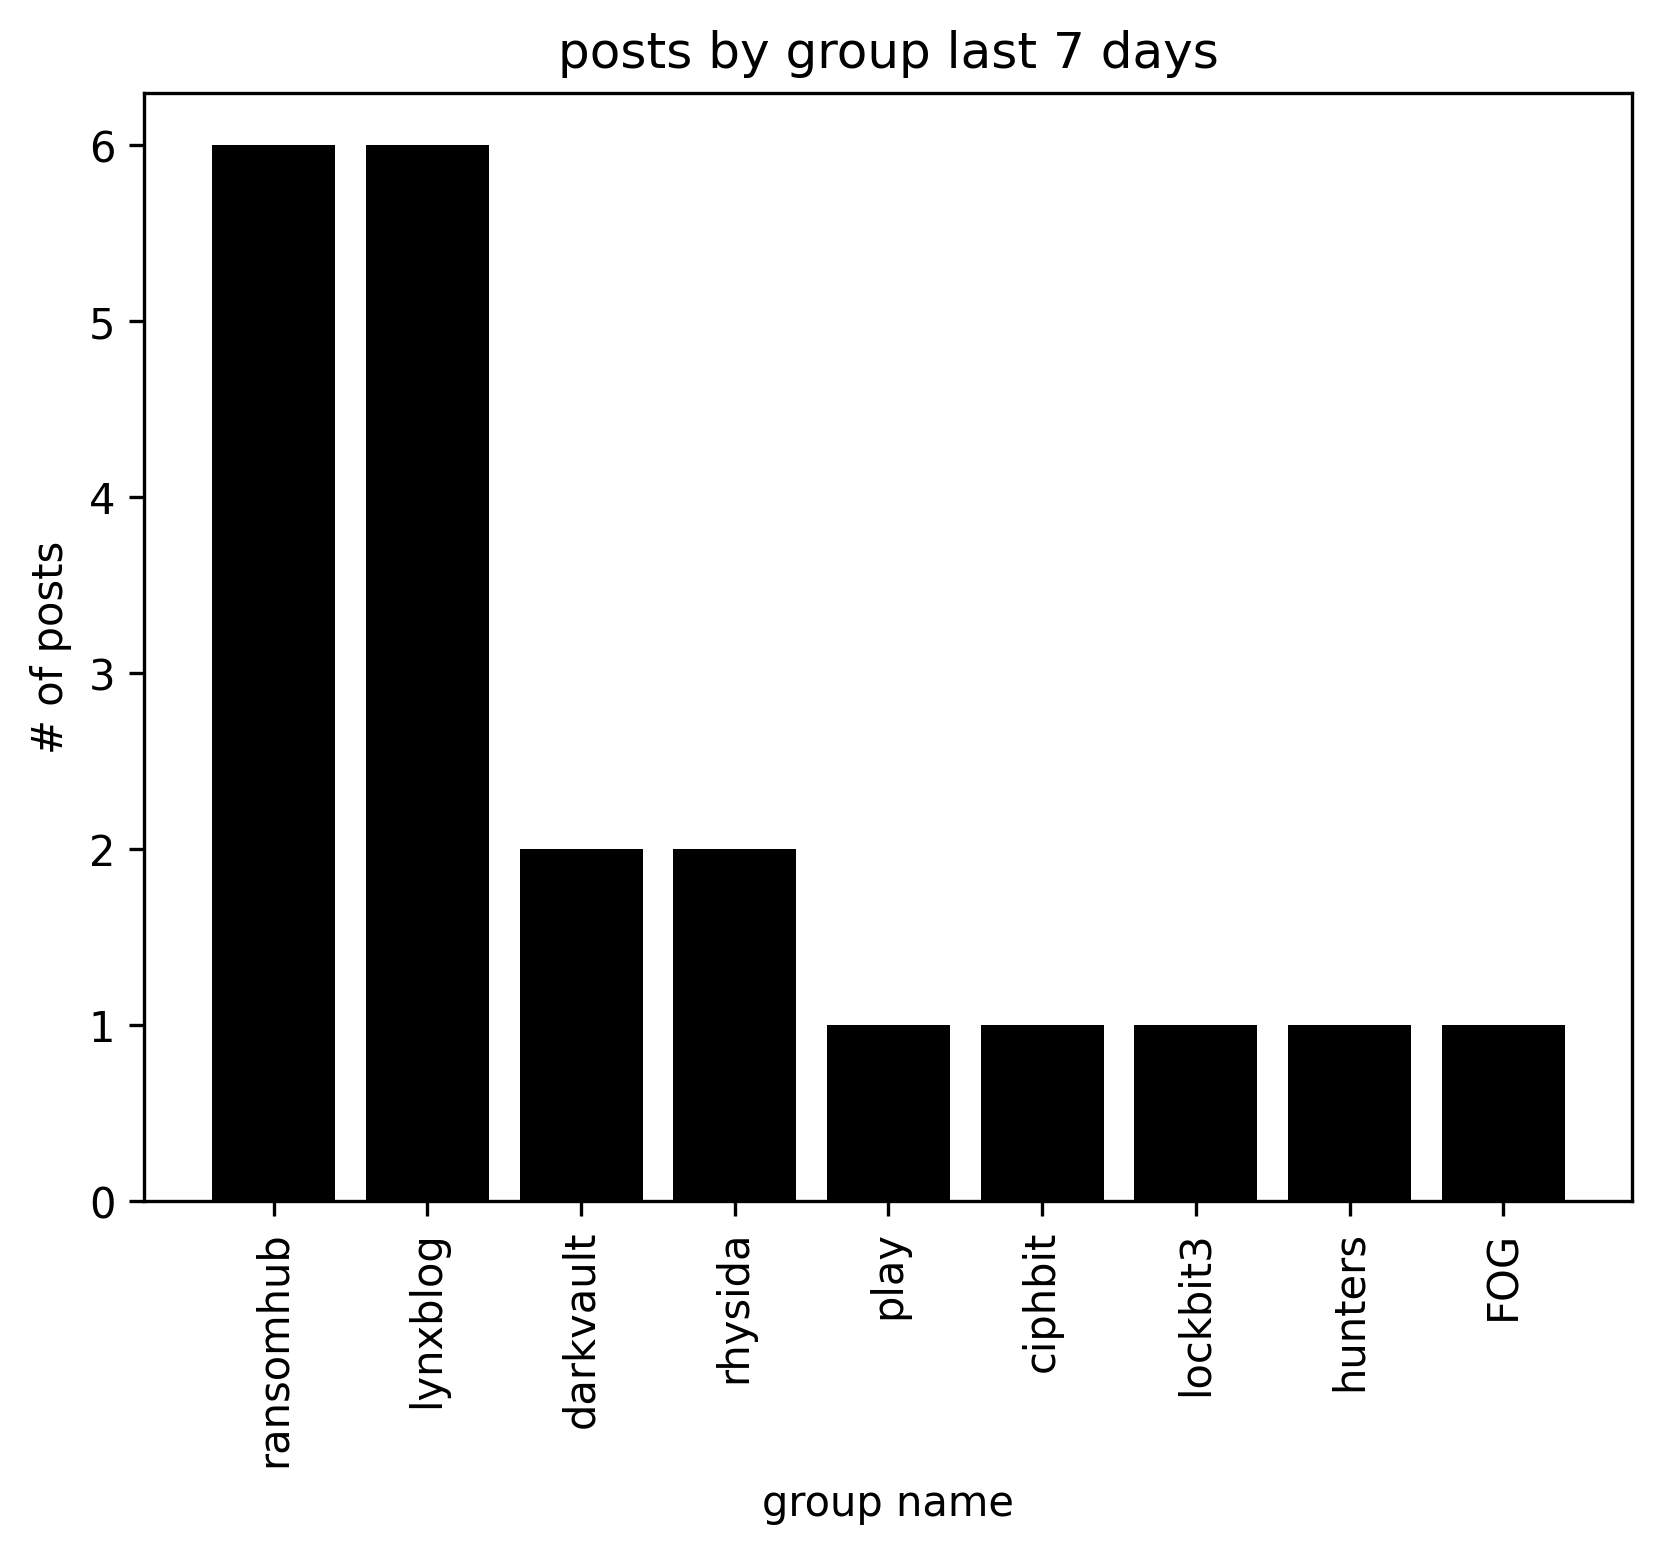 posts by group last 7 days
# of posts
6
5
4
3
2
1
0
ransomhub
lynxblog
darkvault
rhysida
play
ciphbit
lockbit3
hunters
FOG
group name